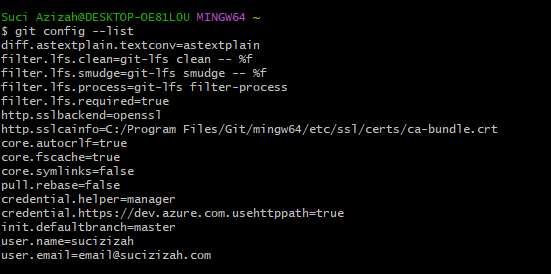 Suci Azizah@DESKTOP-OE81LOU MINGW64 ~
$ git config --list
diff.astextplain.textconv=astextplain
filter.lfs.clean=git-lfs clean -- %f
filter.lfs.smudge=git-lfs smudge -- %f
filter.lfs.process=git-lfs filter-process
filter.lfs.required=true
http.sslbackend=openssl
http.sslcainfo=C:/Program Files/Git/mingw64/etc/ssl/certs/ca-bundle.crt
core.autocrlf=true
core.fscache=true
core.symlinks=false
pull.rebase=false
credential.helper=manager
credential.https://dev.azure.com.usehttppath=true
init.defaultbranch=master
user.name=sucizizah
user.email=email@sucizizah.com